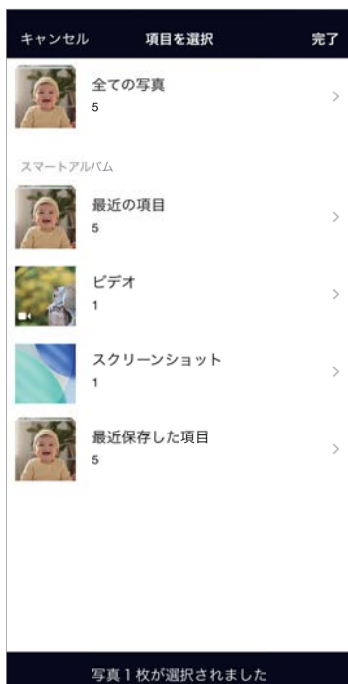 キャンセル 項目を選択 完了
全ての写真
5
スマートアルバム
最近の項目
5
ビデオ
1
スクリーンショット
1
最近保存した項目
5
写真1枚が選択されました